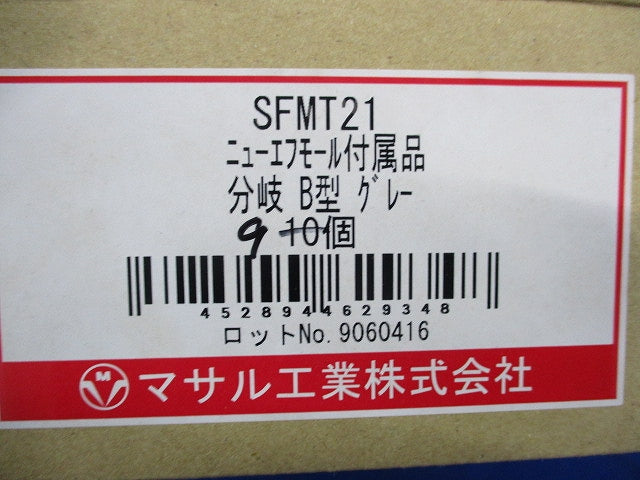 SFMT21
ニューエフモール付属品
分岐 B型 グレー
9 10個
4528944629348
ロットNo.9060416
M マサル工業株式会社